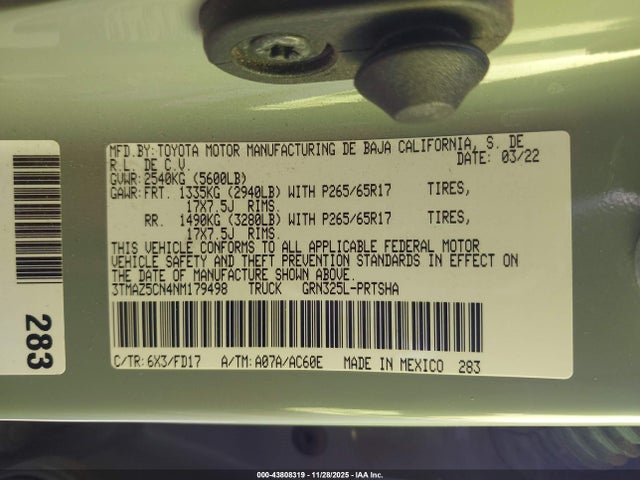 MFD.BY: TOYOTA MOTOR MANUFACTURING DE BAJA CALIFORNIA, S. DE
R.L. DE C.V. DATE: 03/22
GVWR: 2540KG (5600LB)
GAWR: FRT. 1335KG (2940LB) WITH P265/65R17 TIRES,
17X7.5J RIMS.
RR. 1490KG (3280LB) WITH P265/65R17 TIRES,
17X7.5J RIMS.
THIS VEHICLE CONFORMS TO ALL APPLICABLE FEDERAL MOTOR
VEHICLE SAFETY AND THEFT PREVENTION STANDARDS IN EFFECT ON
THE DATE OF MANUFACTURE SHOWN ABOVE.
3TMAZ5CN4NM179498 TRUCK GRN325L-PRTSHA
C/TR: 6X3/FD17 A/TM: A07A/AC60E MADE IN MEXICO 283
283
000-43808319 | 11/28/2025 | IAA Inc.